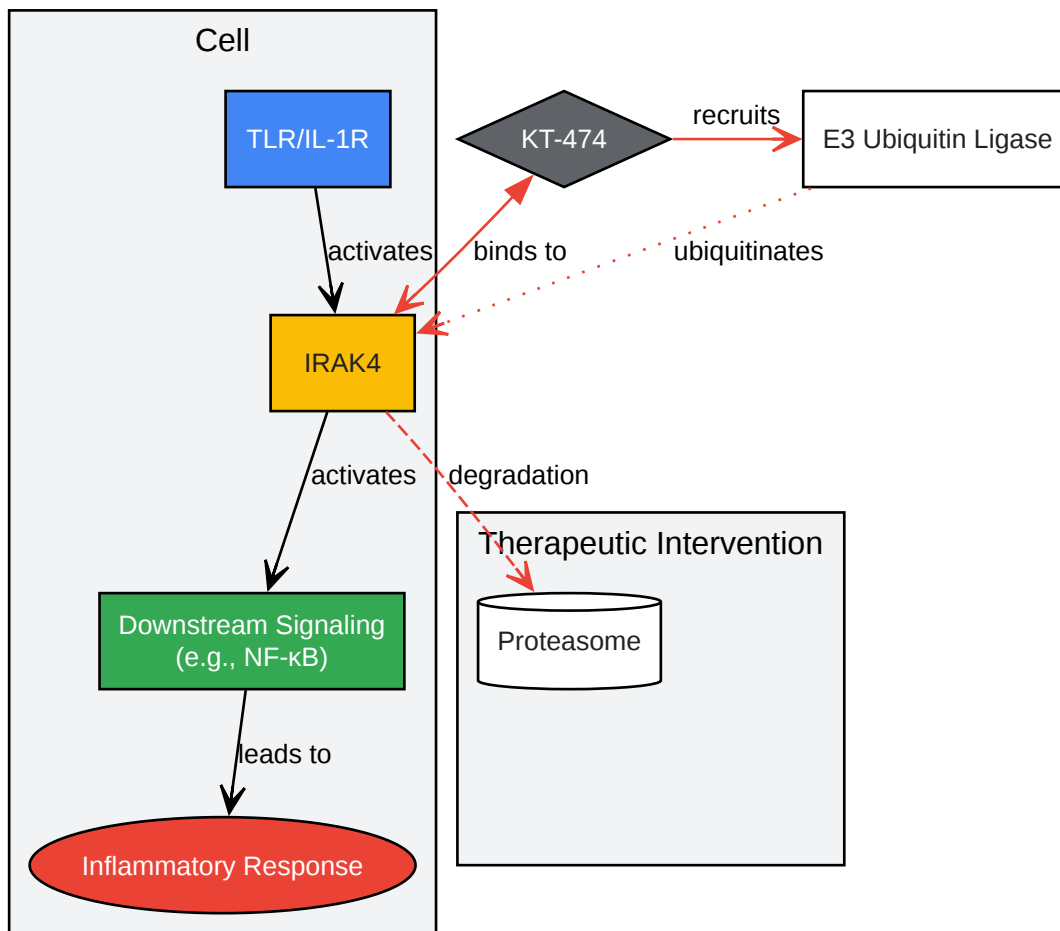 Cell
TLR/IL-1R
KT-474
recruits
E3 Ubiquitin Ligase
activates
binds to
ubiquitinates
IRAK4
activates
degradation
Therapeutic Intervention
Downstream Signaling
(e.g., NF-κB)
Proteasome
leads to
Inflammatory Response